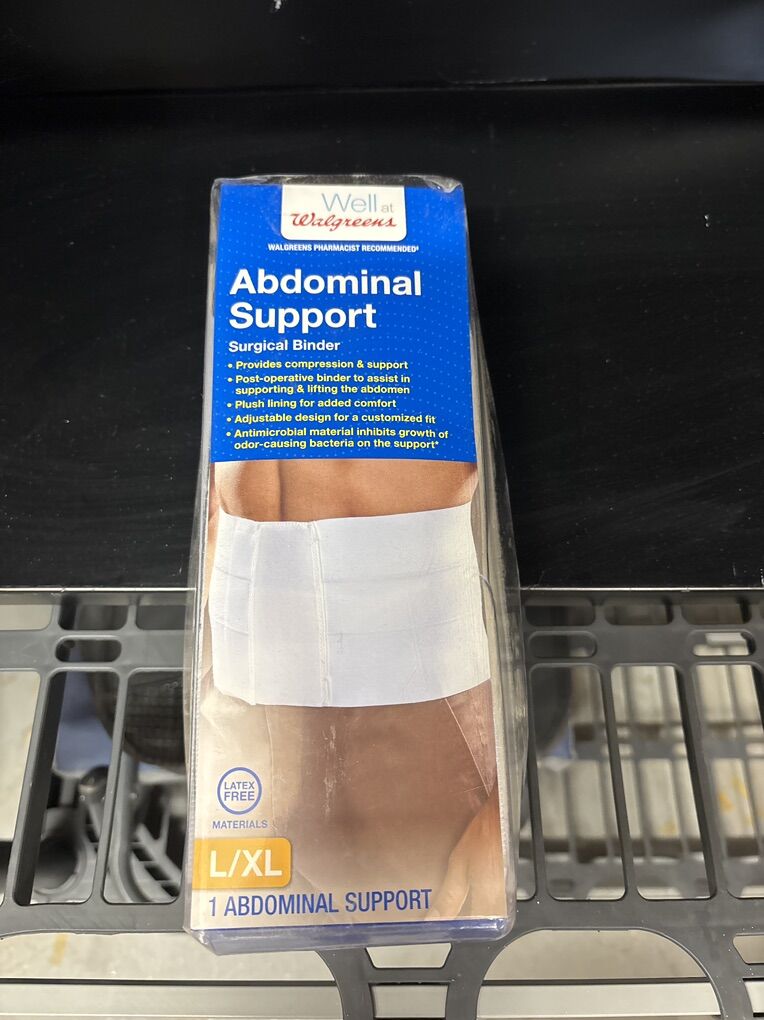 Well at
Walgreens
WALGREENS PHARMACIST RECOMMENDED‡
Abdominal
Support
Surgical Binder
• Provides compression & support
• Post-operative binder to assist in
supporting & lifting the abdomen
• Plush lining for added comfort
• Adjustable design for a customized fit
• Antimicrobial material inhibits growth of
odor-causing bacteria on the support*
LATEX
FREE
MATERIALS
L/XL
1 ABDOMINAL SUPPORT